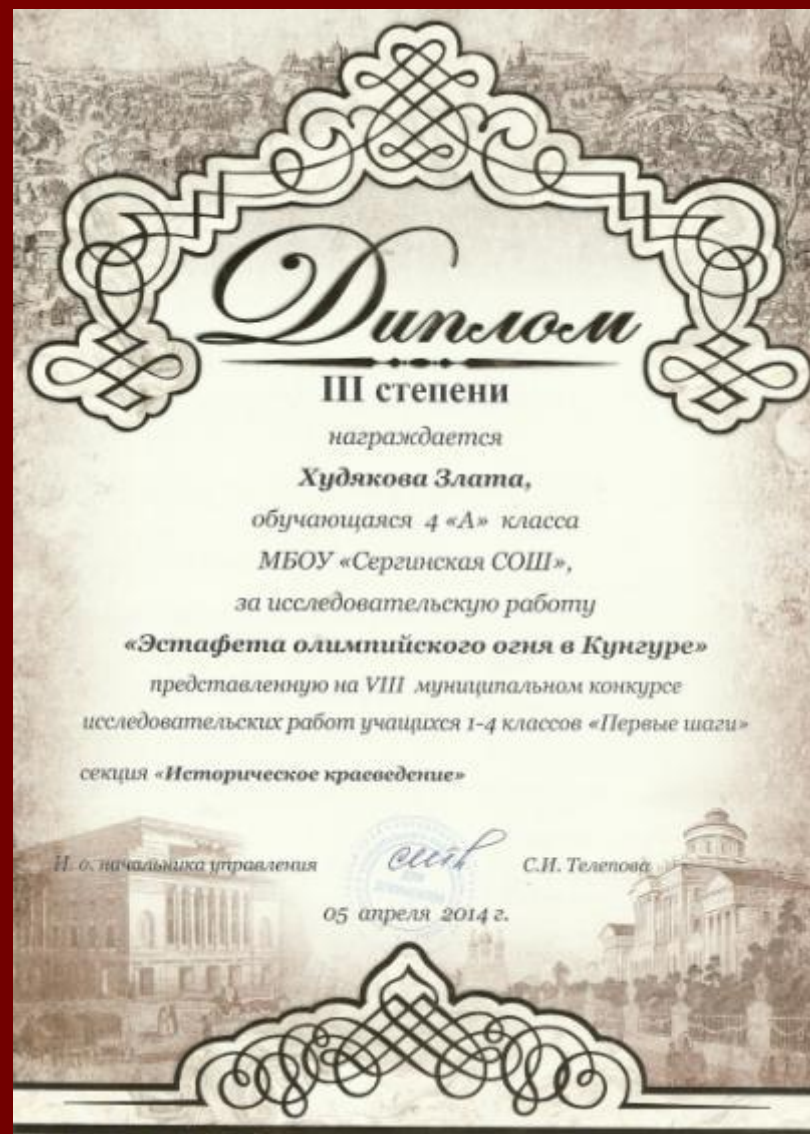 Диплом
III степени
награждается
Худякова Злата,
обучающаяся 4 «А» класса
МБОУ «Сергинская СОШ»,
за исследовательскую работу
«Эстафета олимпийского огня в Кунгуре»
представленную на VIII муниципальном конкурсе
исследовательских работ учащихся 1-4 классов «Первые шаги»
секция «Историческое краеведение»
И. о. начальника управления С.И. Телепова
05 апреля 2014 г.